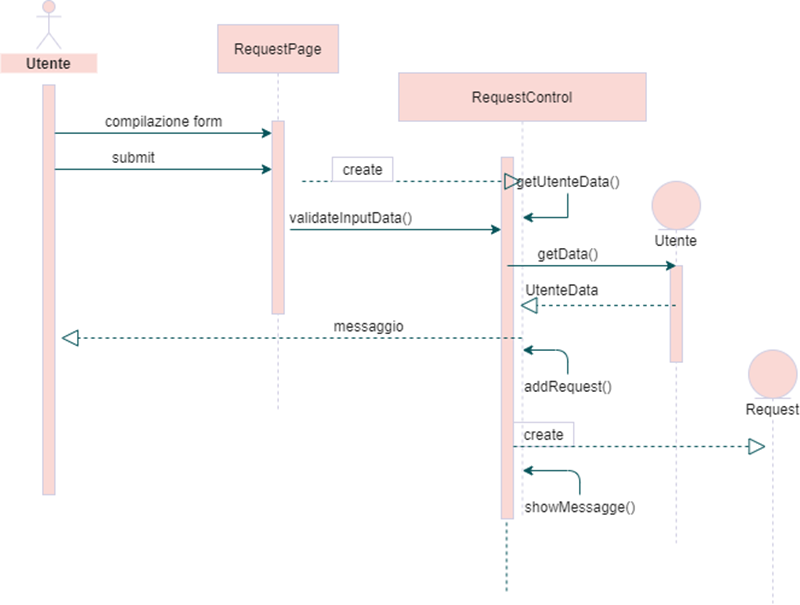 Utente
RequestPage
RequestControl
compilazione form
submit
create
getUtenteData()
validateInputData()
Utente
getData()
UtenteData
messaggio
addRequest()
Request
create
showMessagge()